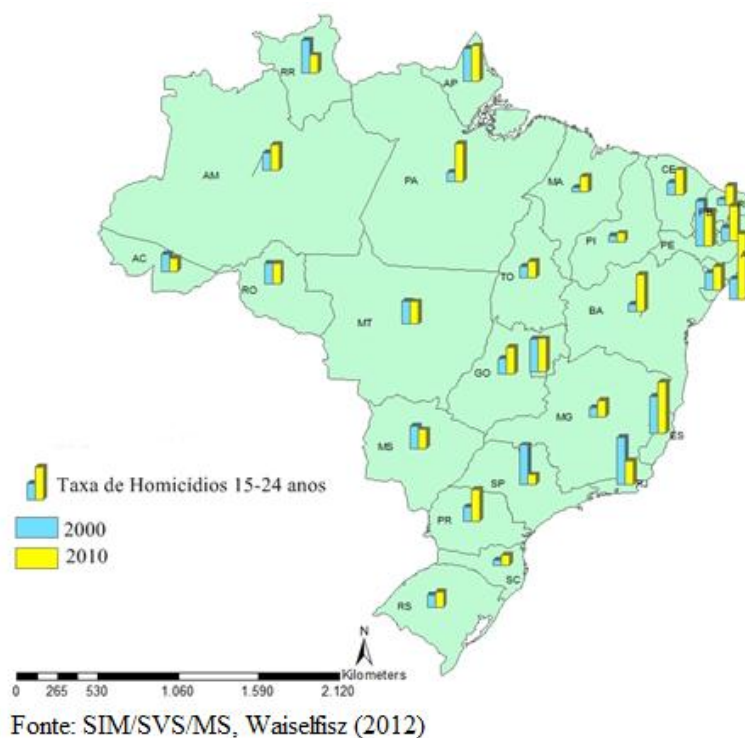 RR
AP
AM
PA
MA
CE
PI
PE
AC
RO
TO
BA
MT
GO
MG
ES
MS
SP
RJ
PR
SC
RS
Taxa de Homicidios 15-24 anos
2000
2010
N
Kilometers
0 265 530 1.060 1.590 2.120
Fonte: SIM/SVS/MS, Waiselfisz (2012)